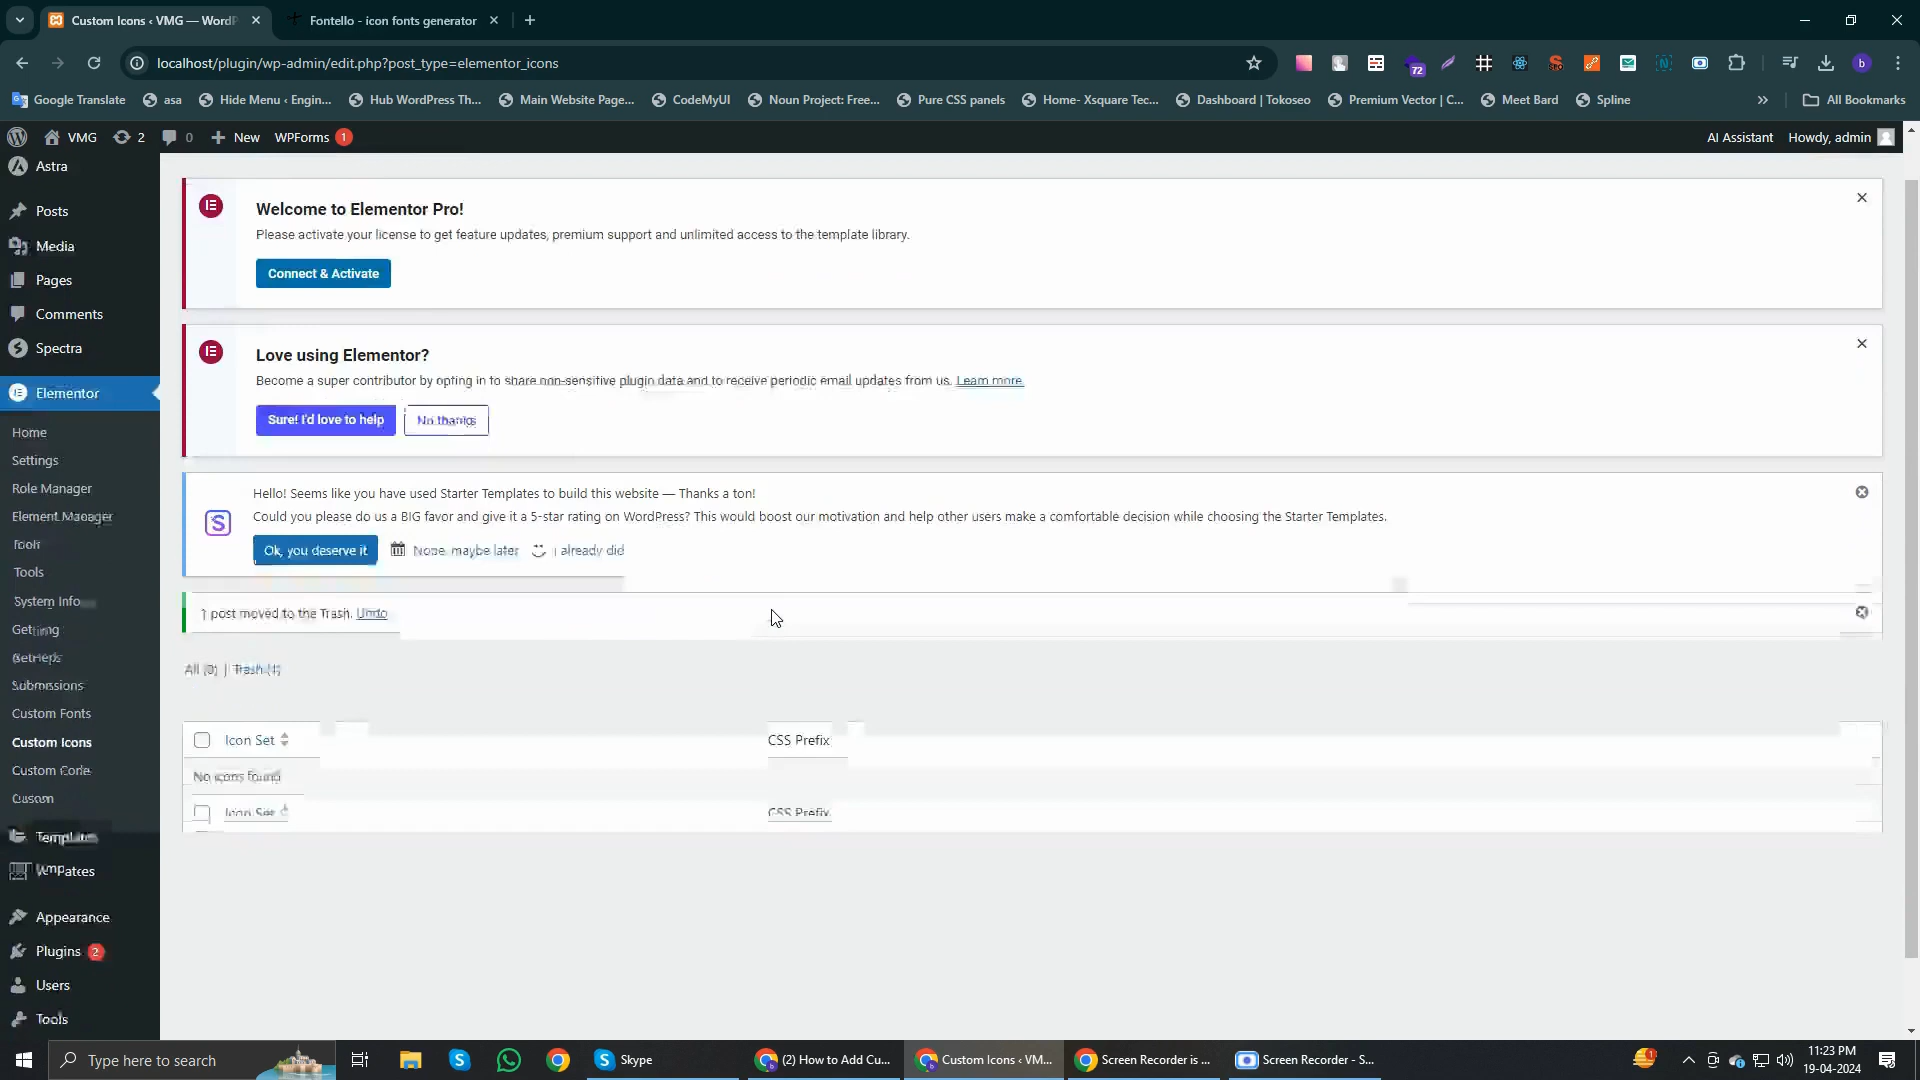 Custom Icons ‹ VMG — WordP
Fontello - icon fonts generator
localhost/plugin/wp-admin/edit.php?post_type=elementor_icons
72
b
Google Translate
asa
Hide Menu ‹ Engin...
Hub WordPress Th...
Main Website Page...
CodeMyUI
Noun Project: Free...
Pure CSS panels
Home- Xsquare Tec...
Dashboard | Tokoseo
Premium Vector | C...
Meet Bard
Spline
»
All Bookmarks
VMG
2
0
New
WPForms 1
AI Assistant
Howdy, admin
Astra
Posts
Media
Pages
Comments
Spectra
Elementor
Home
Settings
Role Manager
Element Manager
Tools
Tools
System Info
Submissions
Custom Fonts
Custom Icons
Custom Code
Custom
Appearance
Plugins 2
Users
Tools
Welcome to Elementor Pro!
Please activate your license to get feature updates, premium support and unlimited access to the template library.
Connect & Activate
Love using Elementor?
Become a super contributor by opting in to share non-sensitive plugin data and to receive periodic email updates from us. Learn more.
Sure! I'd love to help
No thanks
Hello! Seems like you have used Starter Templates to build this website — Thanks a ton!
Could you please do us a BIG favor and give it a 5-star rating on WordPress? This would boost our motivation and help other users make a comfortable decision while choosing the Starter Templates.
Ok, you deserve it
maybe later
already did
1 post moved to the Trash. Undo
All (0) | Trash (1)
Icon Set
CSS Prefix
No icons found
Icon Set
CSS Prefix
Type here to search
Skype
(2) How to Add Cu...
Custom Icons ‹ VM...
Screen Recorder is ...
Screen Recorder - S...
11:23 PM
19-04-2024